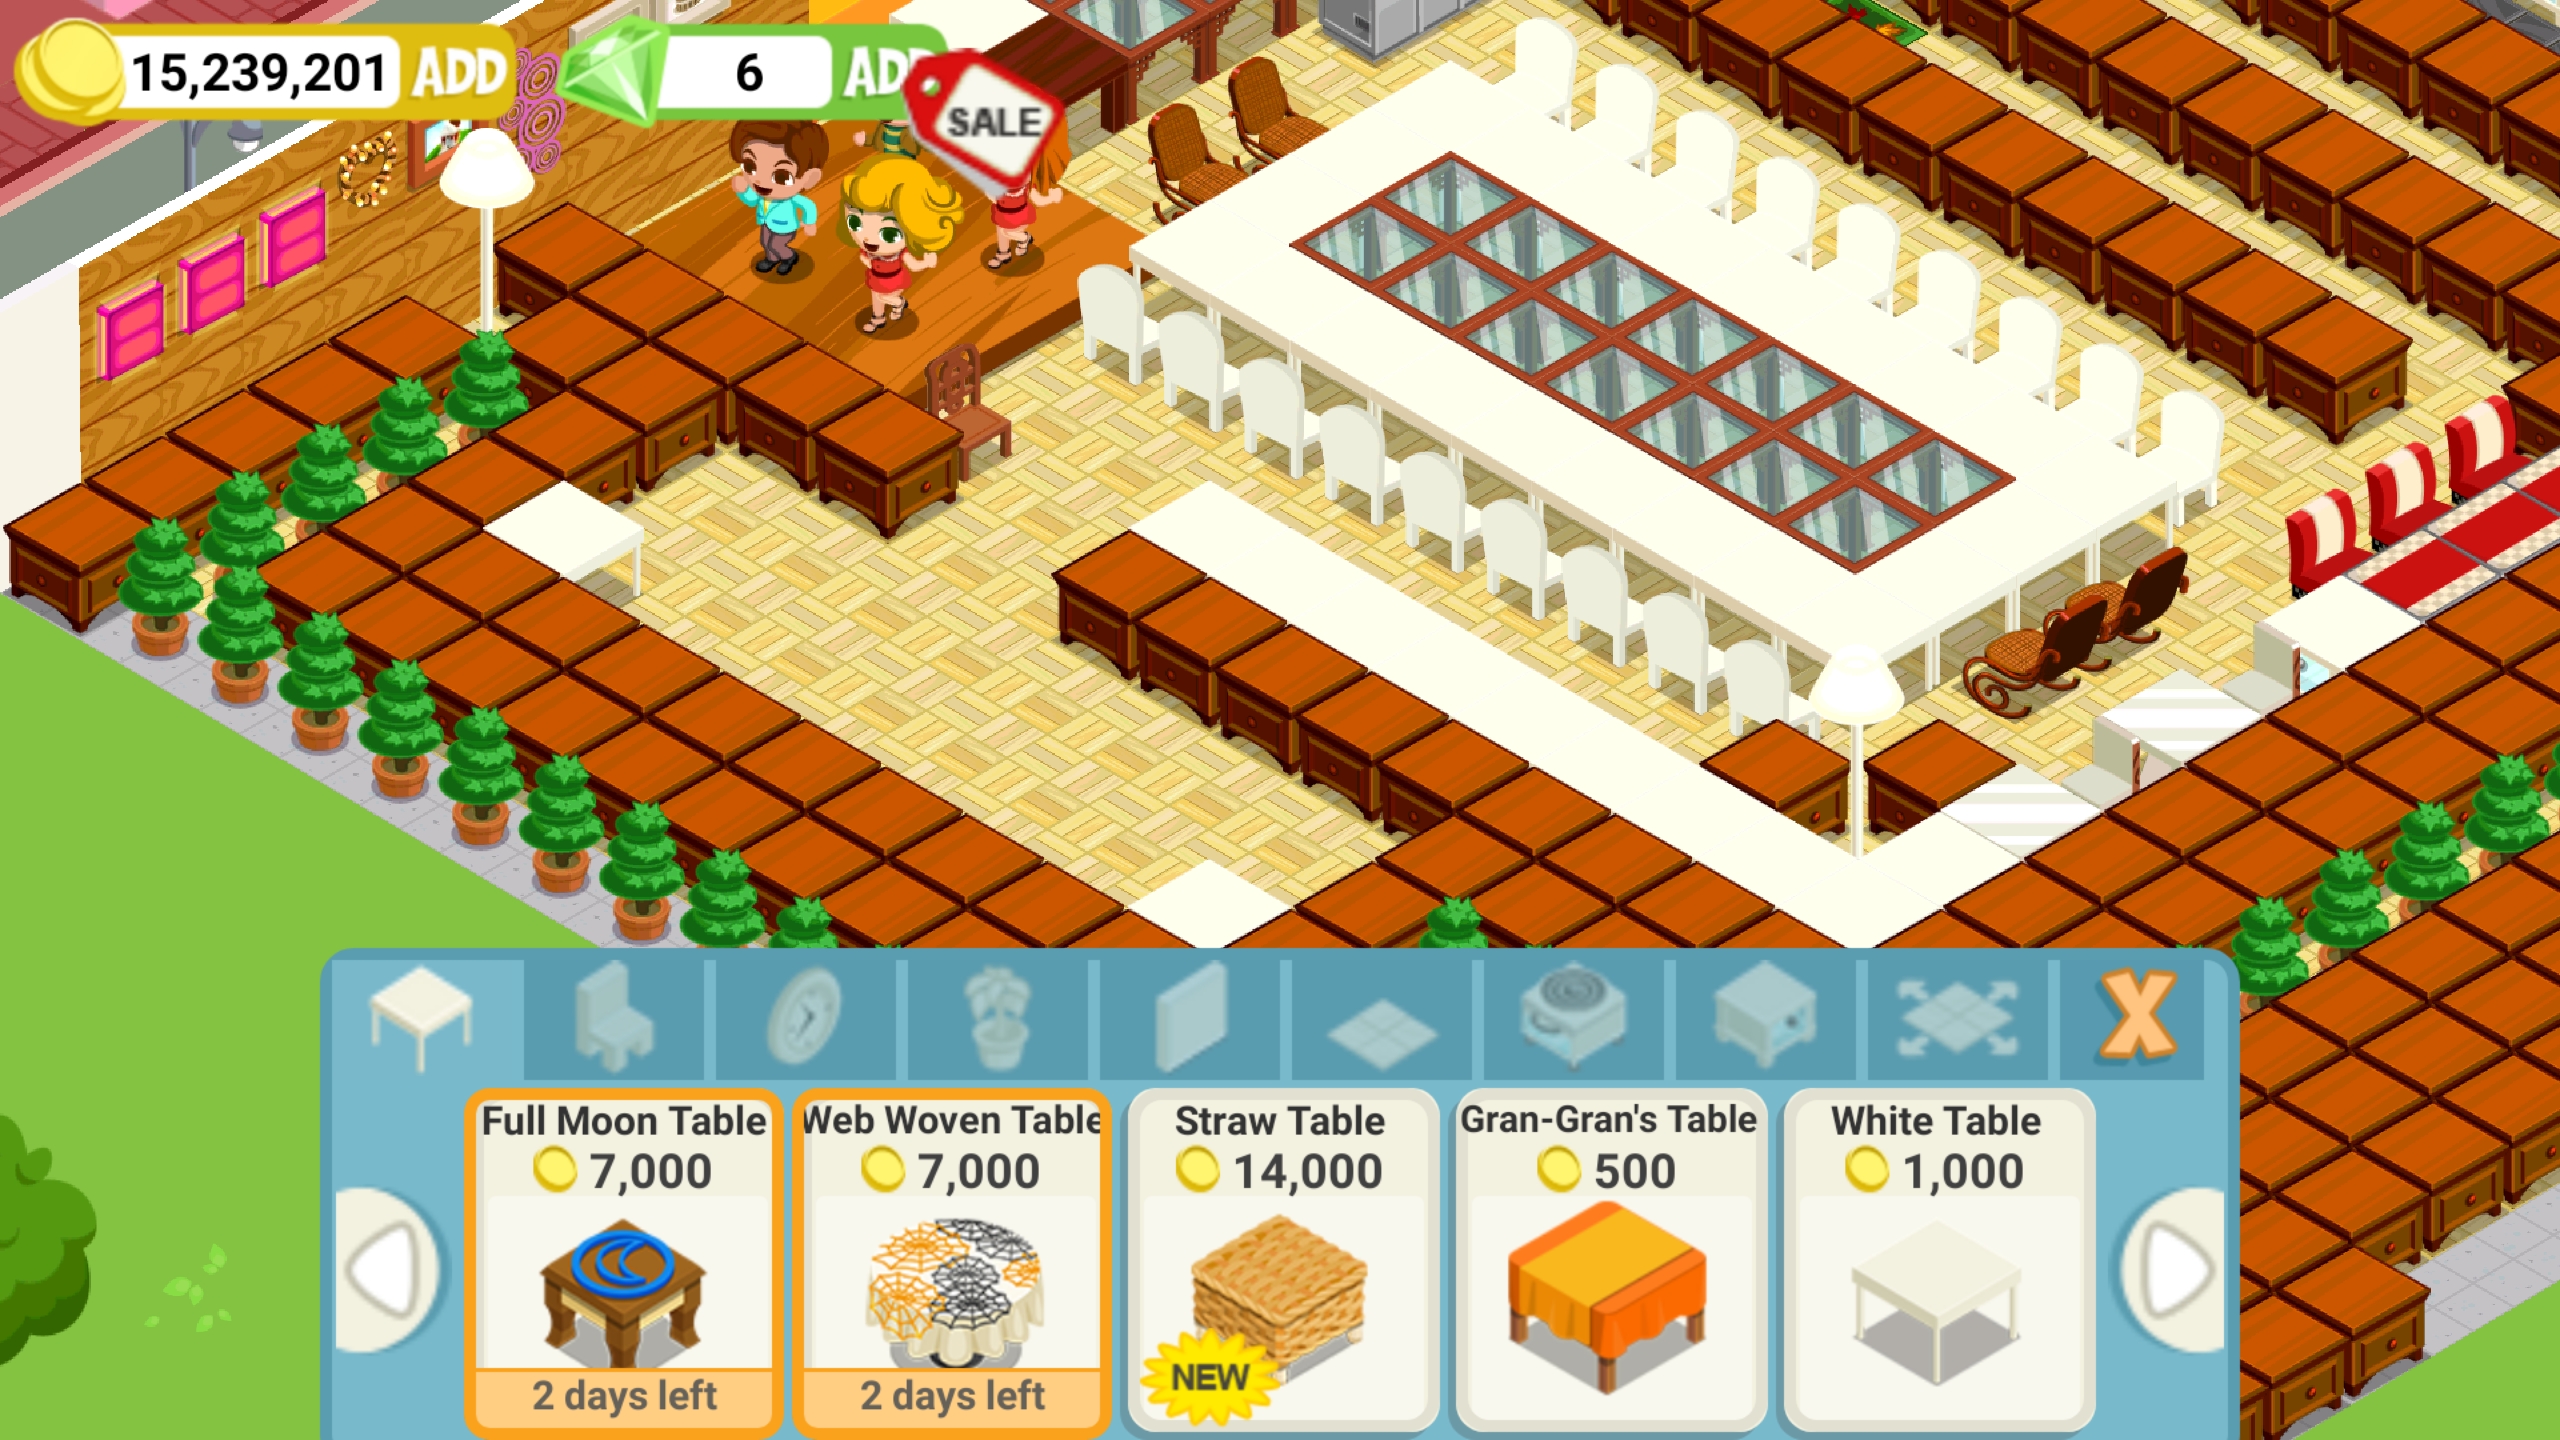 15,239,201 ADD
6 ADD
SALE
Full Moon Table
7,000
2 days left
Web Woven Table
7,000
2 days left
Straw Table
14,000
NEW
Gran-Gran's Table
500
White Table
1,000
X